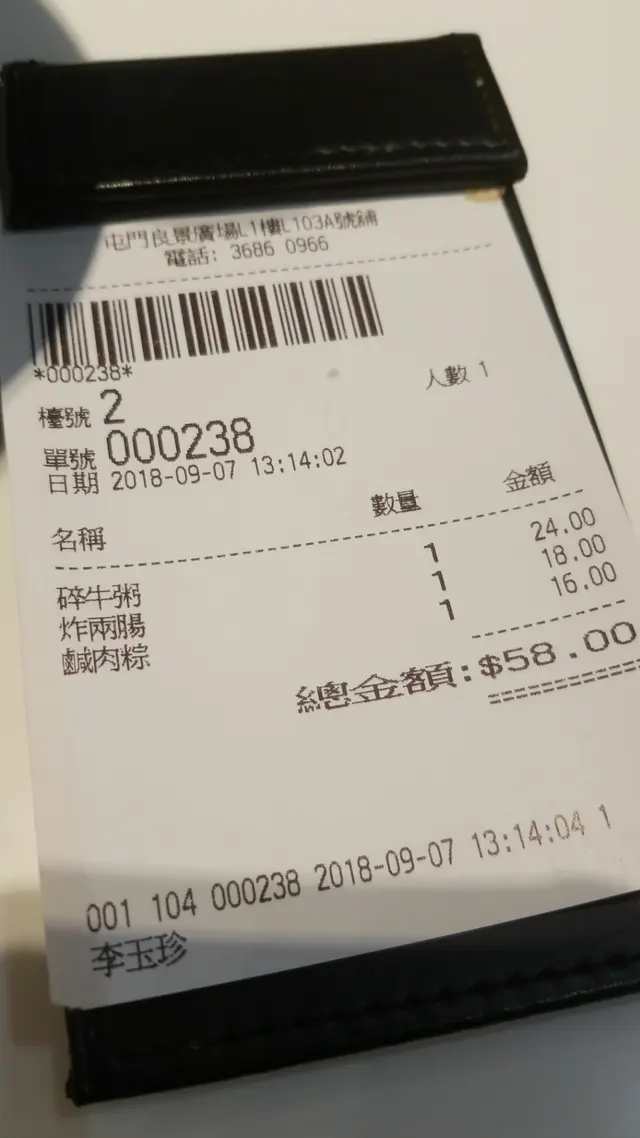 屯門良景廣場L1樓L103A號舖
電話: 3686 0966
*000238*
人數 1
檯號 2
單號 000238
日期 2018-09-07 13:14:02
名稱 數量 金額
碎牛粥 1 24.00
炸兩腸 1 18.00
鹹肉粽 1 16.00
總金額:$58.00
001 104 000238 2018-09-07 13:14:04 1
李玉珍